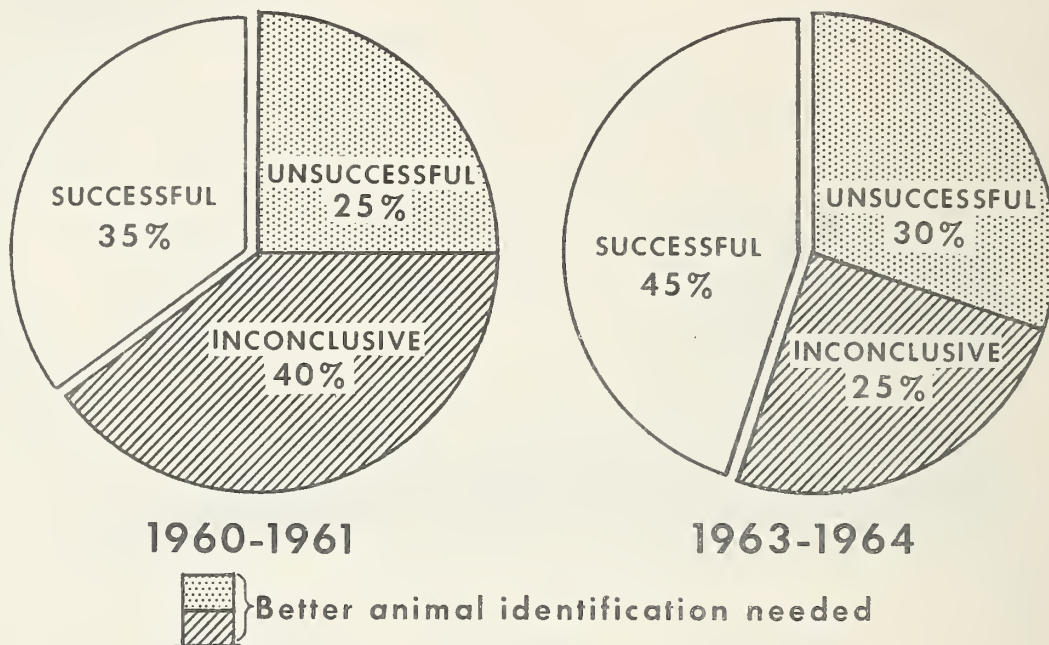 SUCCESSFUL
35%
UNSUCCESSFUL
25%
INCONCLUSIVE
40%
1960-1961
SUCCESSFUL
45%
UNSUCCESSFUL
30%
INCONCLUSIVE
25%
1963-1964
Better animal identification needed